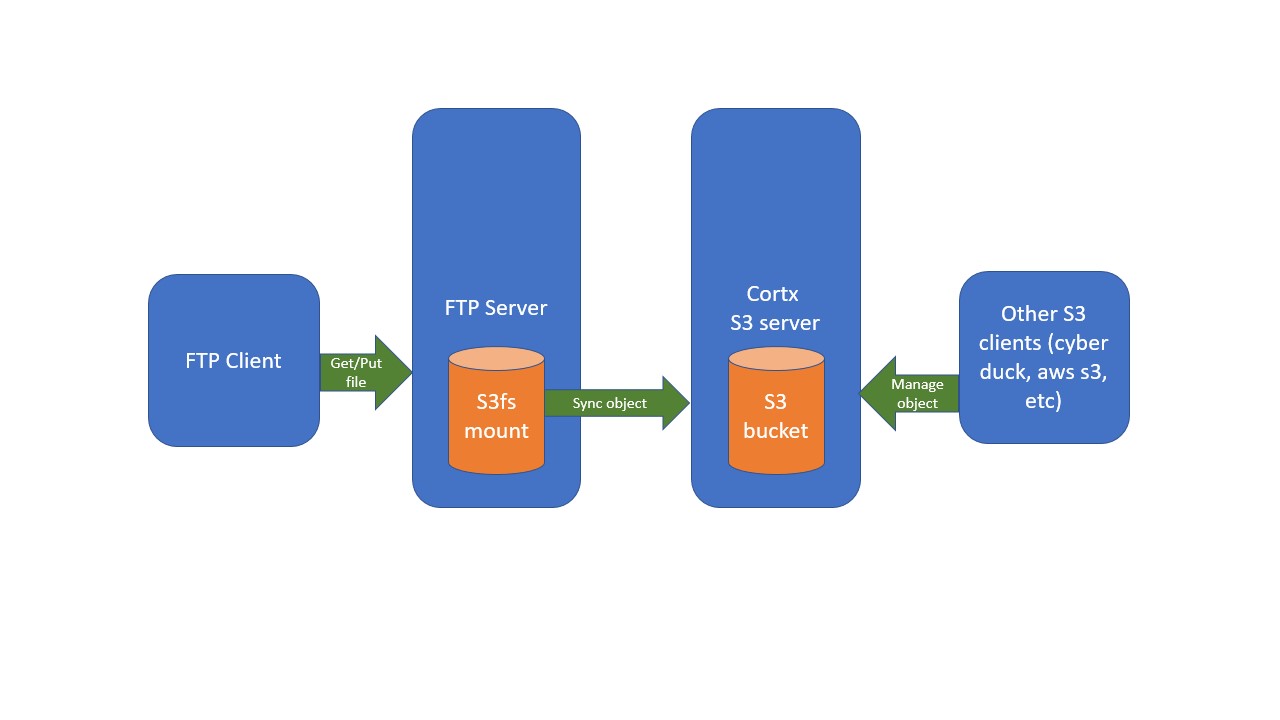 FTP Client
Get/Put
file
FTP Server
S3fs
mount
Sync object
Cortx
S3 server
S3
bucket
Manage
object
Other S3
clients (cyber
duck, aws s3,
etc)